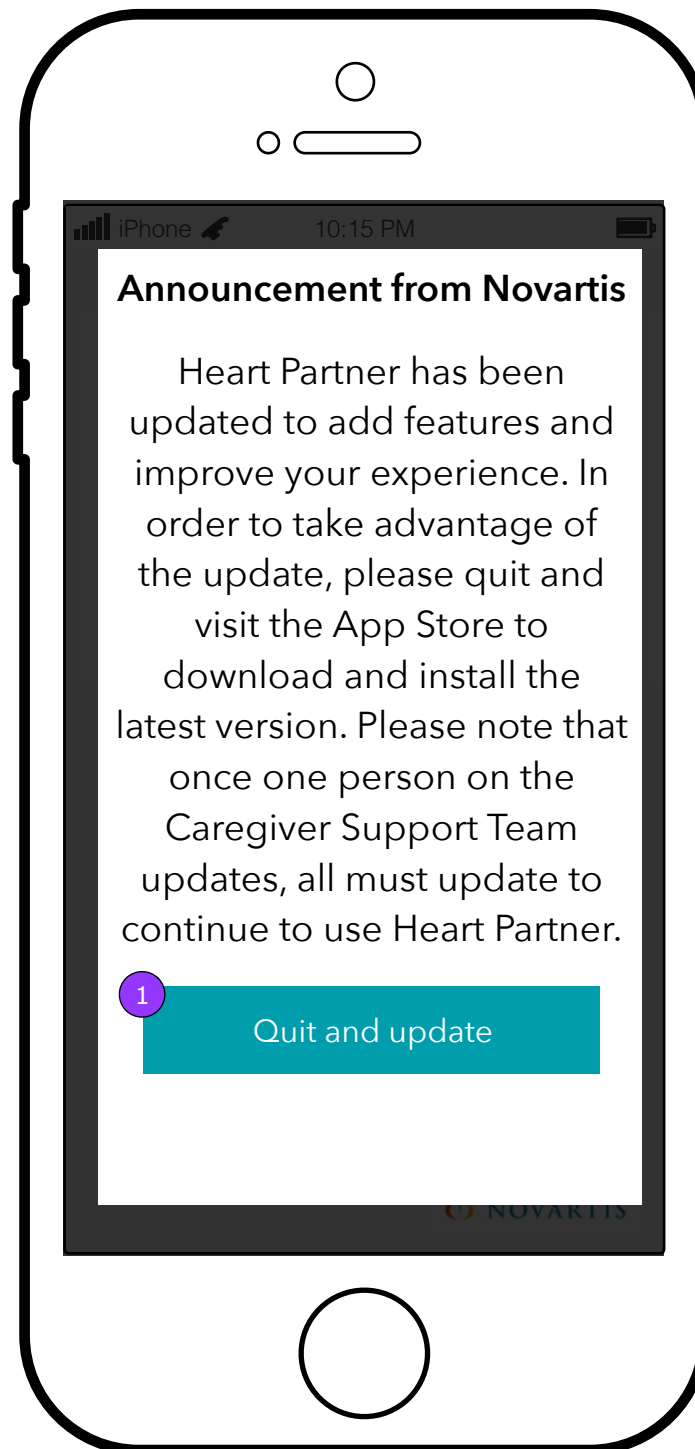 iPhone 10:15 PM
Announcement from Novartis
Heart Partner has been
updated to add features and
improve your experience. In
order to take advantage of
the update, please quit and
visit the App Store to
download and install the
latest version. Please note that
once one person on the
Caregiver Support Team
updates, all must update to
continue to use Heart Partner.
1
Quit and update
NOVARTIS